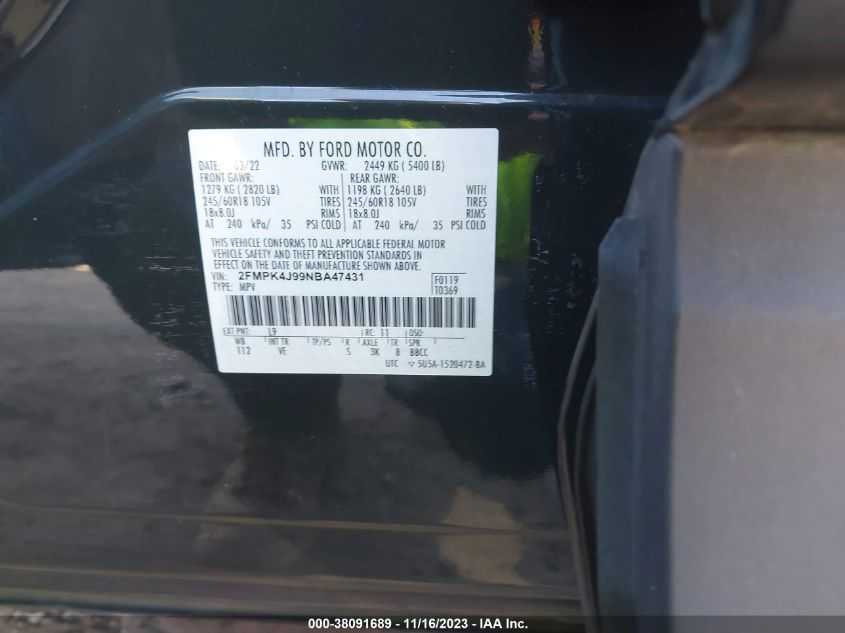 MFD. BY FORD MOTOR CO.
DATE: 03/22 GVWR: 2449 KG ( 5400 LB)
FRONT GAWR: REAR GAWR:
1279 KG ( 2820 LB) WITH 1198 KG ( 2640 LB) WITH
245/60R18 105V TIRES 245/60R18 105V TIRES
18x8.0J RIMS 18x8.0J RIMS
AT 240 kPa/ 35 PSI COLD AT 240 kPa/ 35 PSI COLD
THIS VEHICLE CONFORMS TO ALL APPLICABLE FEDERAL MOTOR
VEHICLE SAFETY AND THEFT PREVENTION STANDARDS IN
EFFECT ON THE DATE OF MANUFACTURE SHOWN ABOVE.
VIN: 2FMPK4J99NBA47431 F0119
TYPE: MPV T0369
EXT PNT: L9 RC: 11 DSO:
WB INT TR TP/PS R AXLE TR SPR
112 VE 5 3K 8 BBCC
UTC 5U5A-1520472-BA
000-38091689 - 11/16/2023 - IAA Inc.